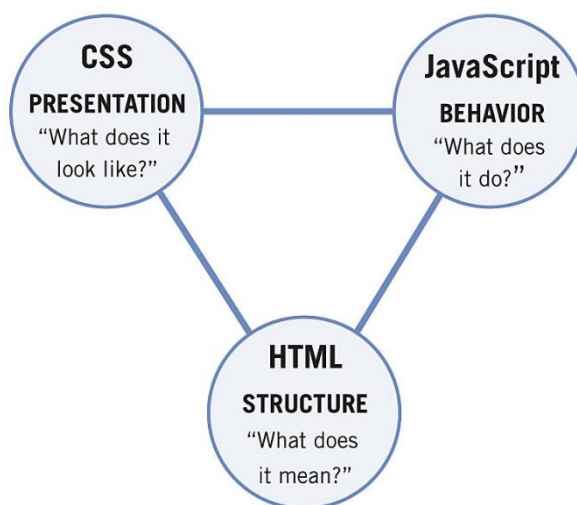 CSS
PRESENTATION
“What does it
look like?”
JavaScript
BEHAVIOR
“What does
it do?”
HTML
STRUCTURE
“What does
it mean?”